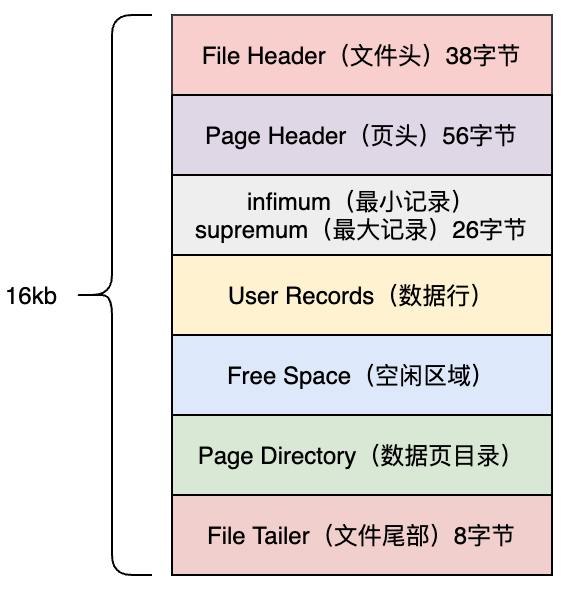 File Header（文件头）38字节
Page Header（页头）56字节
infimum（最小记录）
supremum（最大记录）26字节
16kb
User Records（数据行）
Free Space（空闲区域）
Page Directory（数据页目录）
File Tailer（文件尾部）8字节